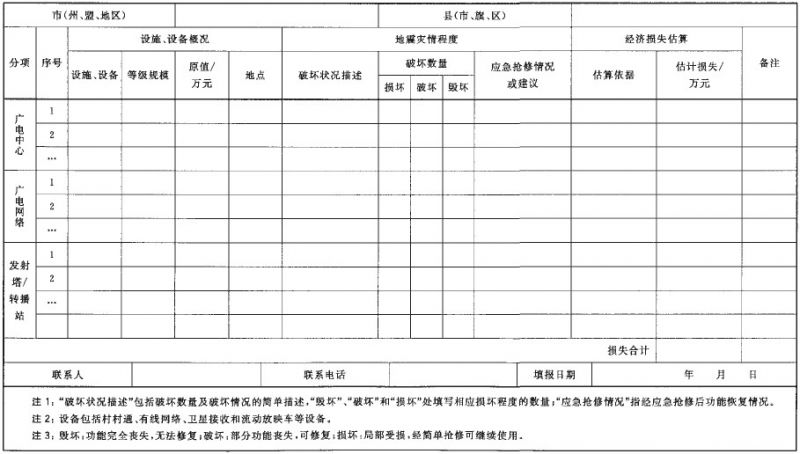 市(州、盟、地区) 县(市、旗、区)
分项 序号 设施、设备概况 地震灾情程度 经济损失估算 备注
设施、设备 等级规模 原值/万元 地点 破坏状况描述 破坏数量 应急抢修情况或建议 估算依据 估计损失/万元
损坏 破坏 毁坏
广电中心 1
2
…
广电网络 1
2
…
发射塔/转播站 1
2
…
损失合计
联系人 联系电话 填报日期 年 月 日
注1:“破坏状况描述”包括破坏数量及破坏情况的简单描述,“毁坏”、“破坏”和“损坏”处填写相应损坏程度的数量;“应急抢修情况”指经应急抢修后功能恢复情况。
注2:设备包括村村通、有线网络、卫星接收和流动放映车等设备。
注3:毁坏:功能完全丧失,无法修复;破坏:部分功能丧失,可修复;损坏:局部受损,经简单抢修可继续使用。